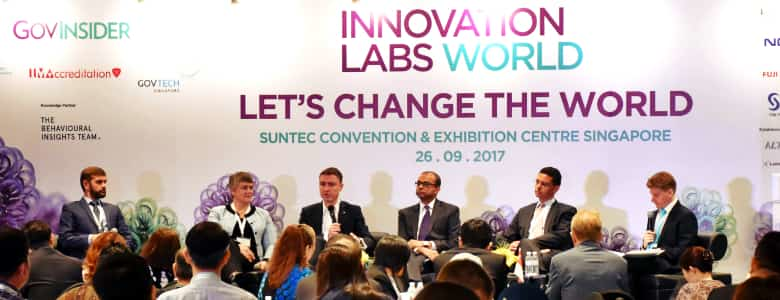 GOVINSIDER
IMAccreditation
GOVTECH
SINGAPORE
Knowledge Partner
THE
BEHAVIOURAL
INSIGHTS TEAM
INNOVATION
LABS WORLD
LET'S CHANGE THE WORLD
SUNTEC CONVENTION & EXHIBITION CENTRE SINGAPORE
26 . 09 . 2017
FUJI